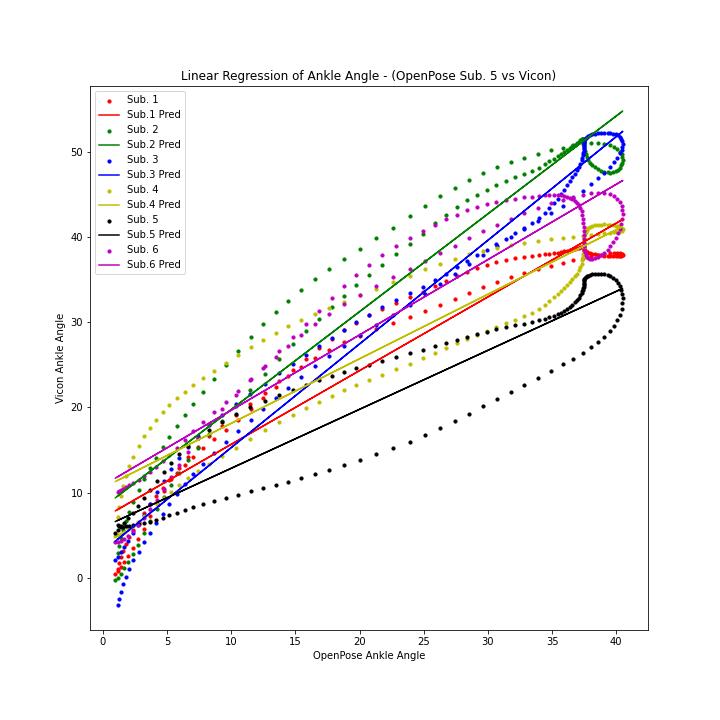 Linear Regression of Ankle Angle - (OpenPose Sub. 5 vs Vicon)
Sub. 1
Sub.1 Pred
Sub. 2
Sub.2 Pred
Sub. 3
Sub.3 Pred
Sub. 4
Sub.4 Pred
Sub. 5
Sub.5 Pred
Sub. 6
Sub.6 Pred
Vicon Ankle Angle
50
40
30
20
10
0
0 5 10 15 20 25 30 35 40
OpenPose Ankle Angle